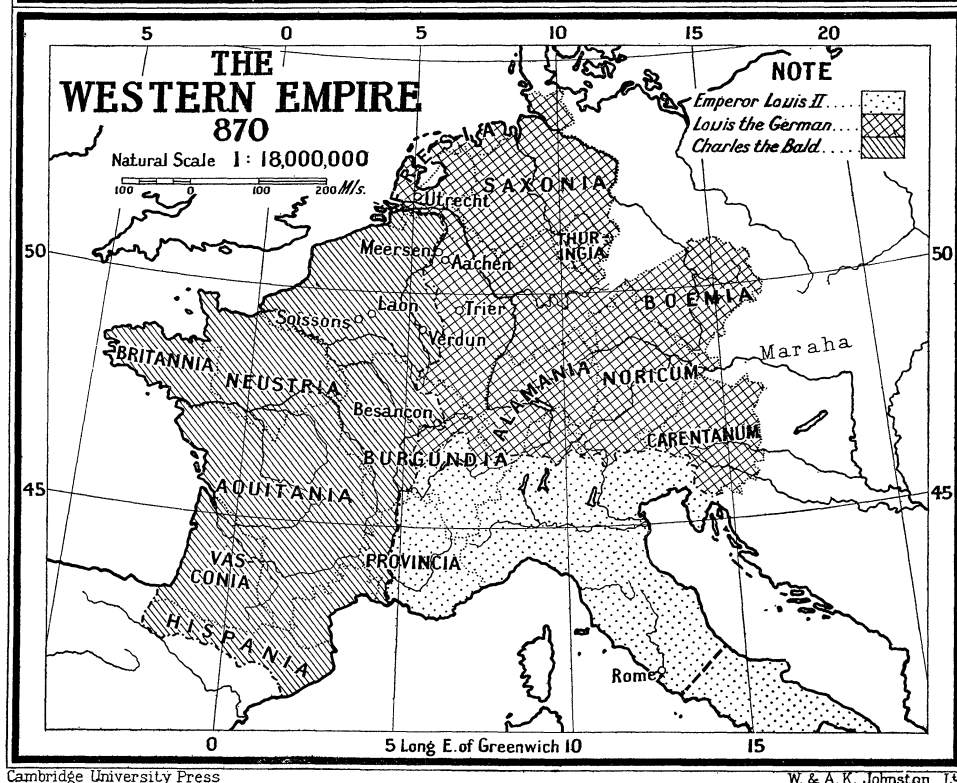 5 0 5 10 15 20
THE
WESTERN EMPIRE
870
Natural Scale 1:18,000,000
100 0 100 200 M/s.
NOTE
Emperor Louis II.....
Louis the German....
Charles the Bald.....
FRESIA
SAXONIA
Utrecht
THUR-
INGIA
50
Meersen
Aachen
50
BOEMIA
Laon
Trier
Soissons
Verdun
Maraha
BRITANNIA
NEUSTRIA
ALAMANIA
NORICUM
Besançon
CARENTANUM
BURGUNDIA
45
AQUITANIA
45
VAS-
CONIA
PROVINCIA
HISPANIA
Rome
0 5 Long E. of Greenwich 10 15
Cambridge University Press
W. & A.K. Johnston,